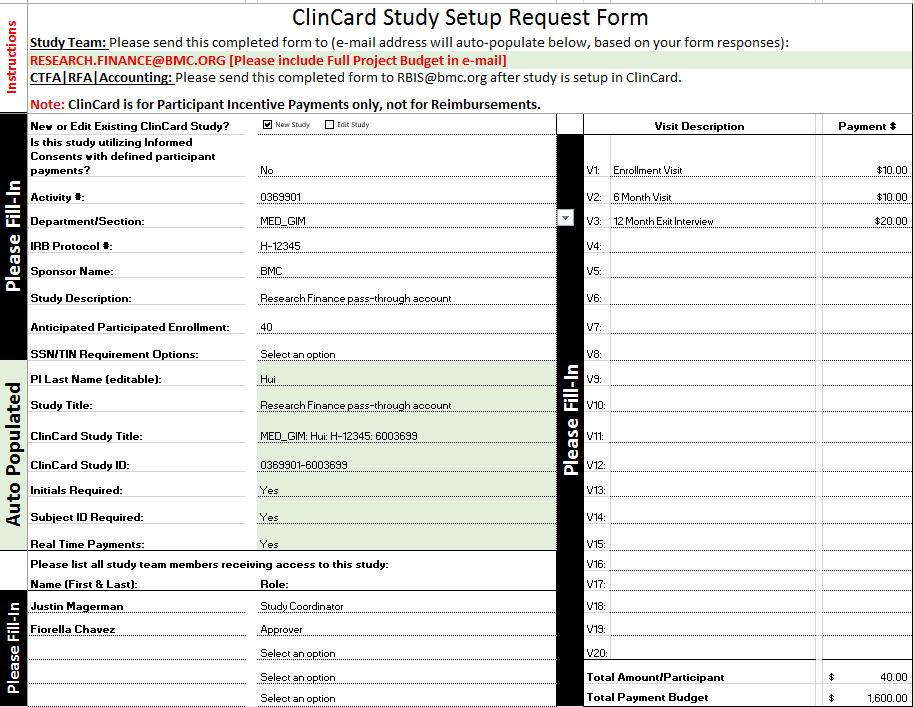 ClinCard Study Setup Request Form
Instructions
Study Team: Please send this completed form to (e-mail address will auto-populate below, based on your form responses):
RESEARCH.FINANCE@BMC.ORG [Please include Full Project Budget in e-mail]
CTFA|RFA|Accounting: Please send this completed form to RBIS@bmc.org after study is setup in ClinCard.
Note: ClinCard is for Participant Incentive Payments only, not for Reimbursements.
Please Fill-In
New or Edit Existing ClinCard Study? New Study Edit Study
Is this study utilizing Informed
Consents with defined participant
payments? No
Activity #: 0369901
Department/Section: MED_GIM
IRB Protocol #: H-12345
Sponsor Name: BMC
Study Description: Research Finance pass-through account
Anticipated Participated Enrollment: 40
SSN/TIN Requirement Options: Select an option
Auto Populated
PI Last Name (editable): Hui
Study Title: Research Finance pass-through account
ClinCard Study Title: MED_GIM: Hui: H-12345: 6003699
ClinCard Study ID: 0369901-6003699
Initials Required: Yes
Subject ID Required: Yes
Real Time Payments: Yes
Please list all study team members receiving access to this study:
Name (First & Last): Role:
Please Fill-In
Justin Magerman Study Coordinator
Fiorella Chavez Approver
Select an option
Select an option
Select an option
Please Fill-In
Visit Description Payment $
V1: Enrollment Visit $10.00
V2: 6 Month Visit $10.00
V3: 12 Month Exit Interview $20.00
V4:
V5:
V6:
V7:
V8:
V9:
V10:
V11:
V12:
V13:
V14:
V15:
V16:
V17:
V18:
V19:
V20:
Total Amount/Participant $ 40.00
Total Payment Budget $ 1,600.00